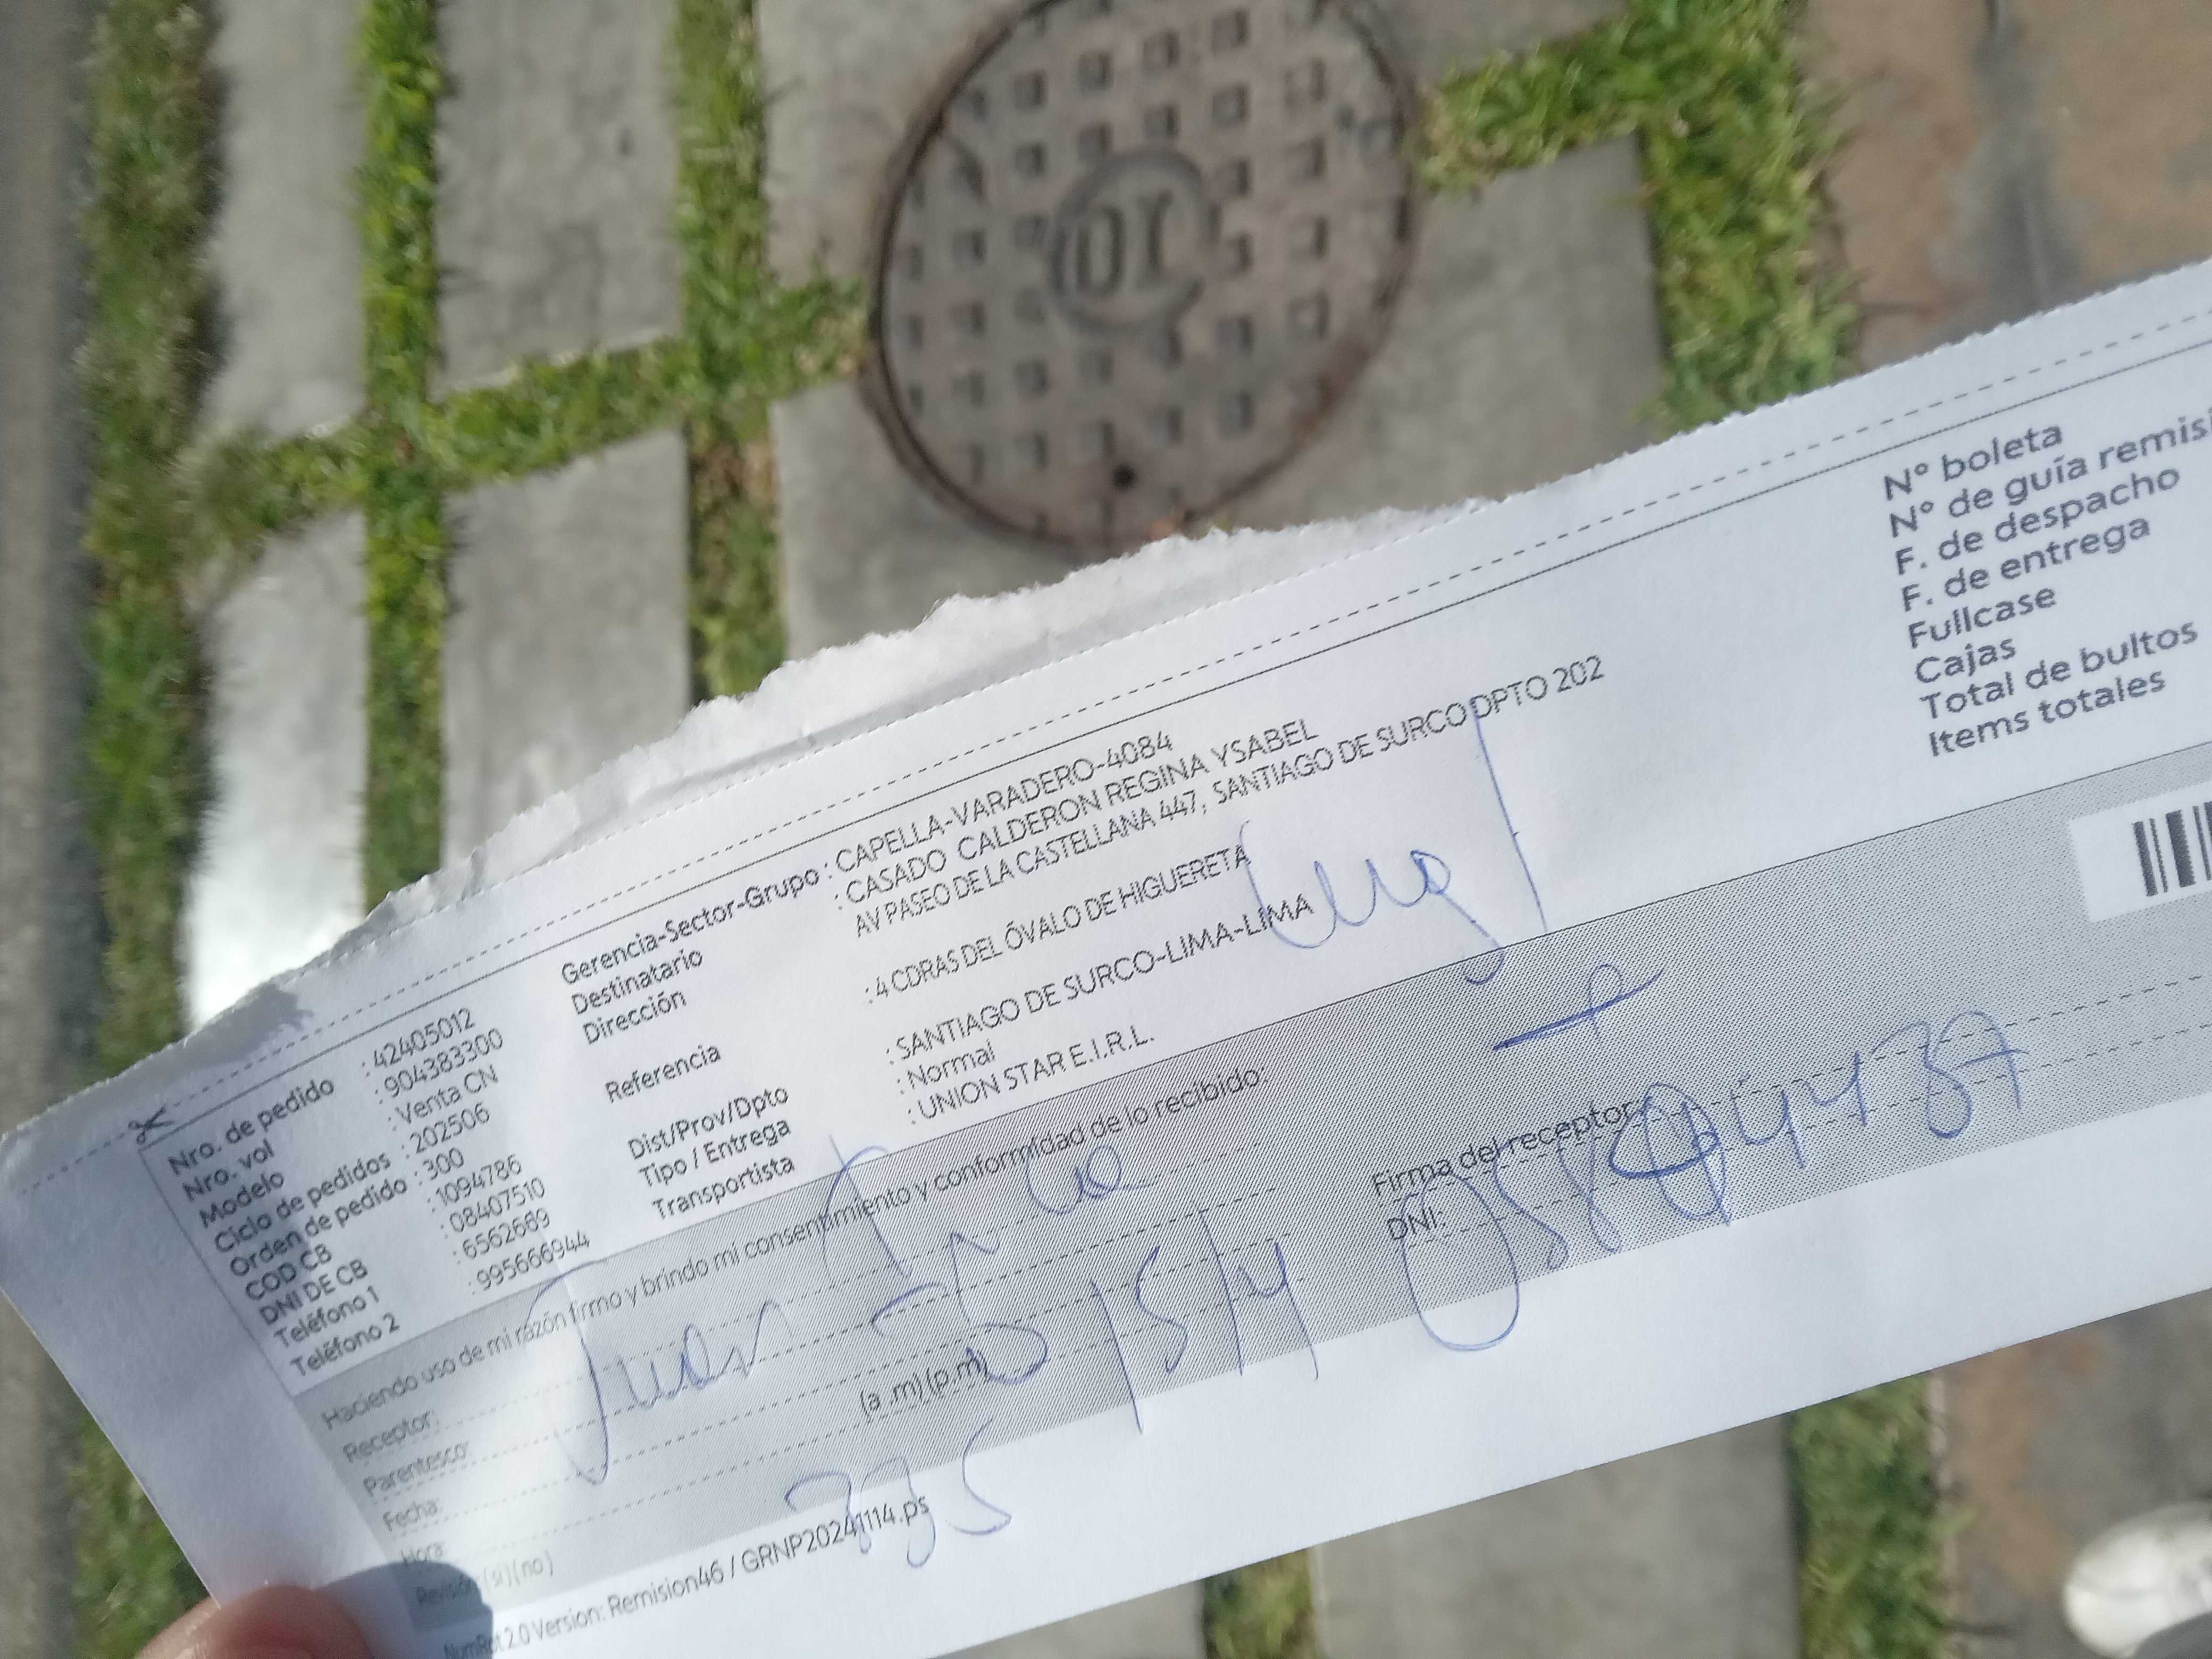 DI
Nro. de pedido : 42405012
Nro. vol : 904383300
Modelo : Venta CN
Ciclo de pedidos : 202506
Orden de pedido : 300
COD CB : 1094786
DNI DE CB : 08407510
Teléfono 1 : 6562669
Teléfono 2 : 995666944
Gerencia-Sector-Grupo : CAPELLA-VARADERO-4084
Destinatario : CASADO CALDERON REGINA YSABEL
Dirección AV PASEO DE LA CASTELLANA 447, SANTIAGO DE SURCO DPTO 202
Referencia : 4 CDRAS DEL ÓVALO DE HIGUERETA
Dist/Prov/Dpto : SANTIAGO DE SURCO-LIMA-LIMA
Tipo / Entrega : Normal
Transportista : UNION STAR E.I.R.L.
N° boleta
N° de guía remisi
F. de despacho
F. de entrega
Fullcase
Cajas
Total de bultos
Items totales
Haciendo uso de mi razón firmo y brindo mi consentimiento y conformidad de lo recibido:
Receptor: Juan
Parentesco:
Fecha:
Hora: (a .m) (p.m)
Revisión: (si) (no)
Firma del receptor:
DNI:
NumRot 2.0 Version: Remision46 / GRNP20241114.ps